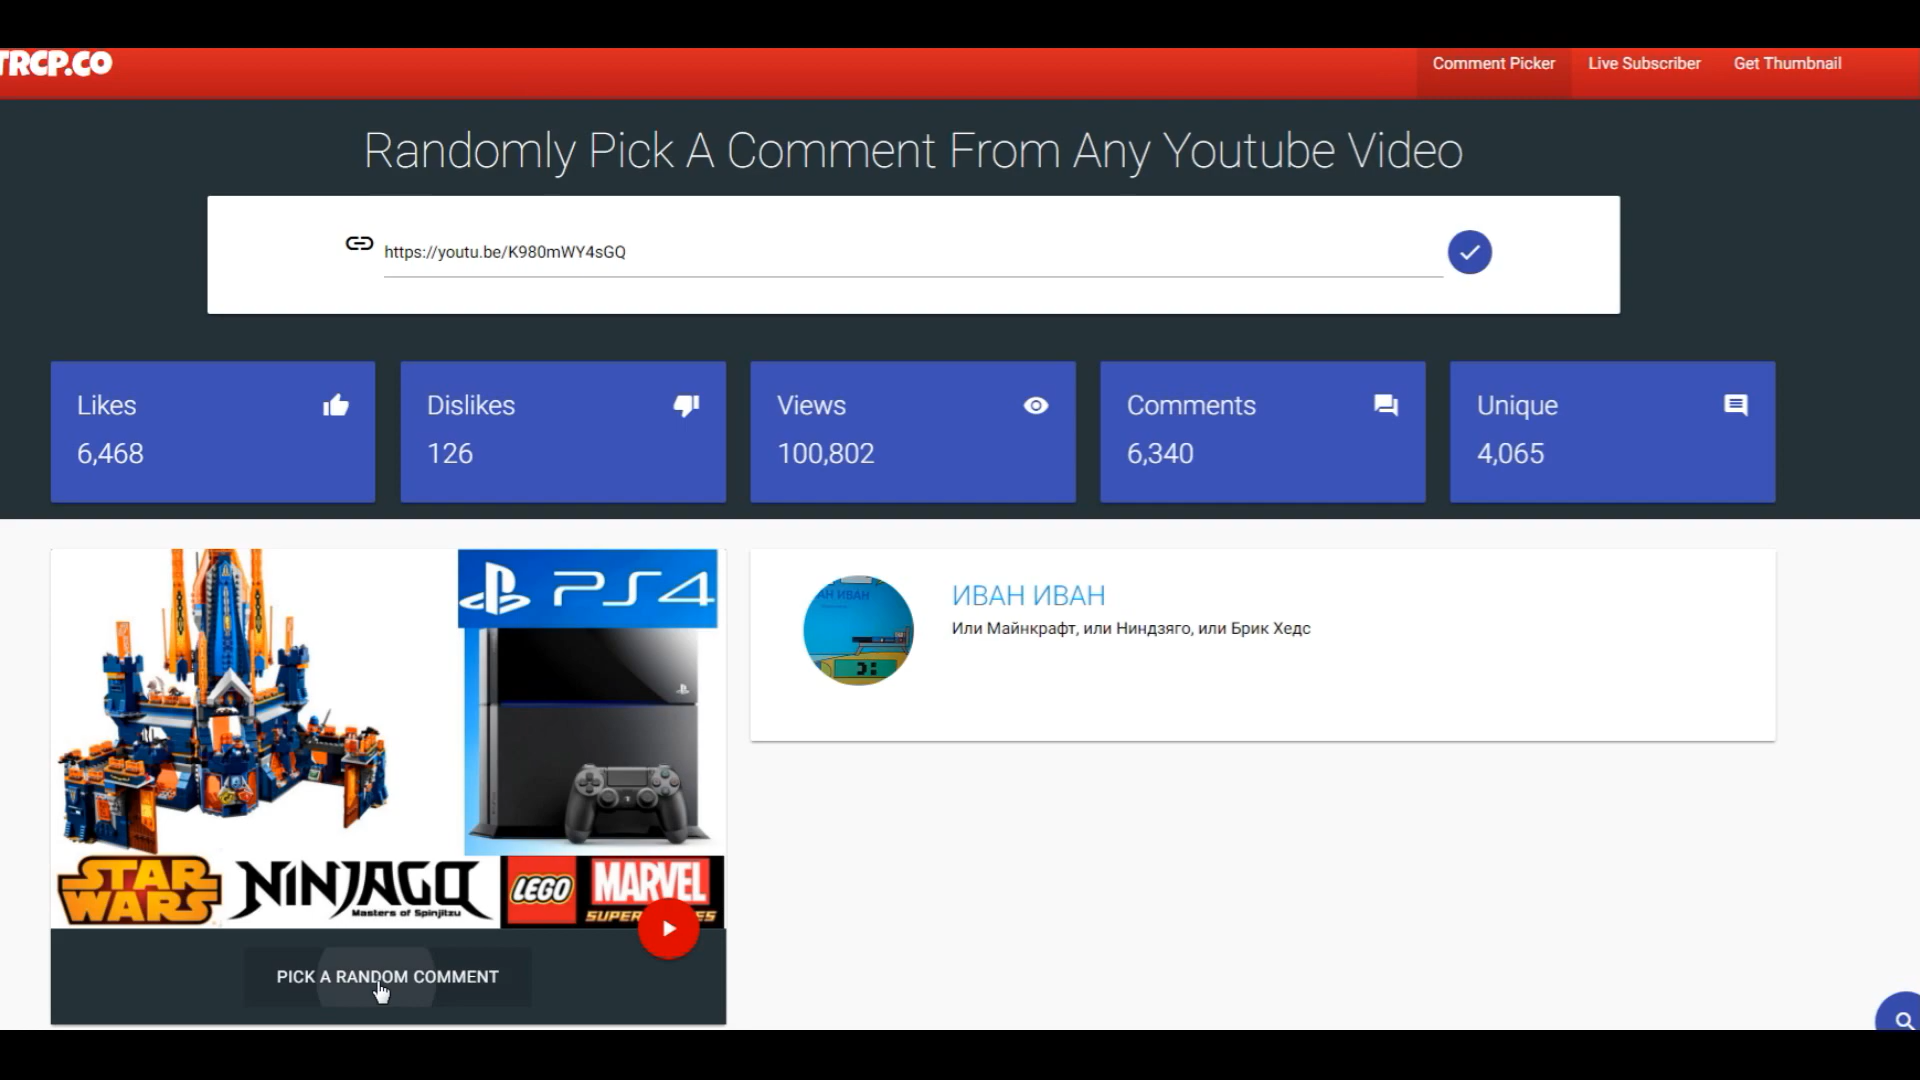 TRCP.CO
Comment Picker
Live Subscriber
Get Thumbnail
Randomly Pick A Comment From Any Youtube Video
https://youtu.be/K980mWY4sGQ
Likes
6,468
Dislikes
126
Views
100,802
Comments
6,340
Unique
4,065
PS4
STAR WARS
NINJAGO
Masters of Spinjitzu
LEGO
MARVEL
PICK A RANDOM COMMENT
ИВАН ИВАН
Или Майнкрафт, или Ниндзяго, или Брик Хедс